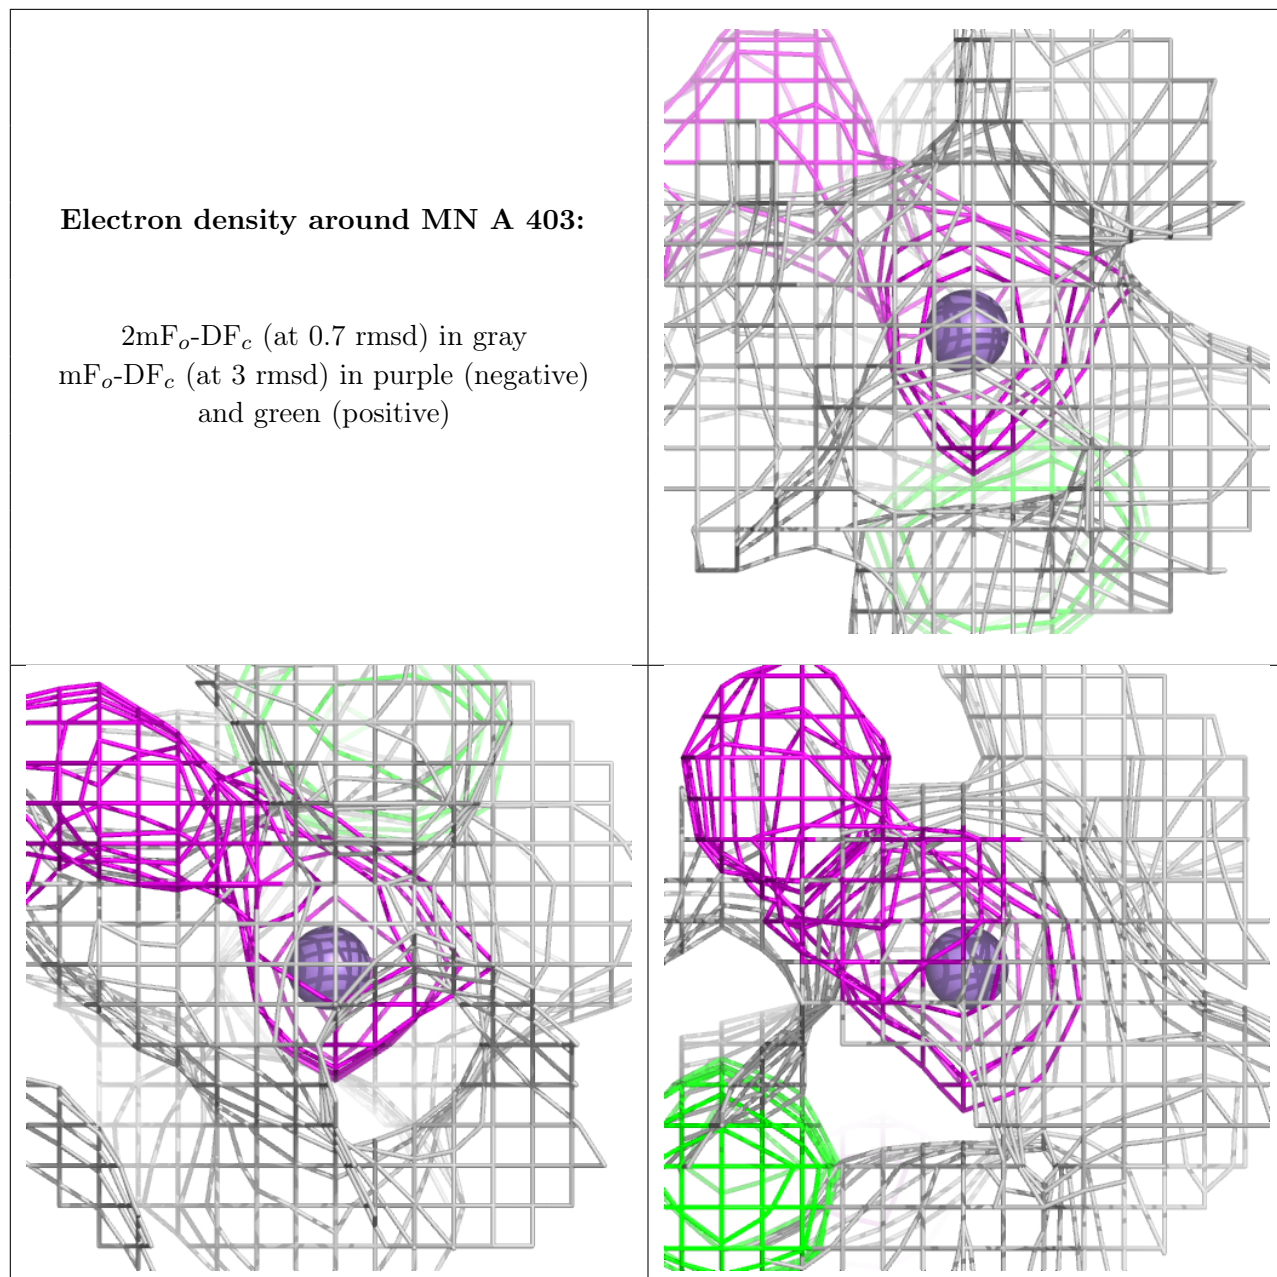 Electron density around MN A 403:
2mFo-DFc (at 0.7 rmsd) in gray
mFo-DFc (at 3 rmsd) in purple (negative)
and green (positive)